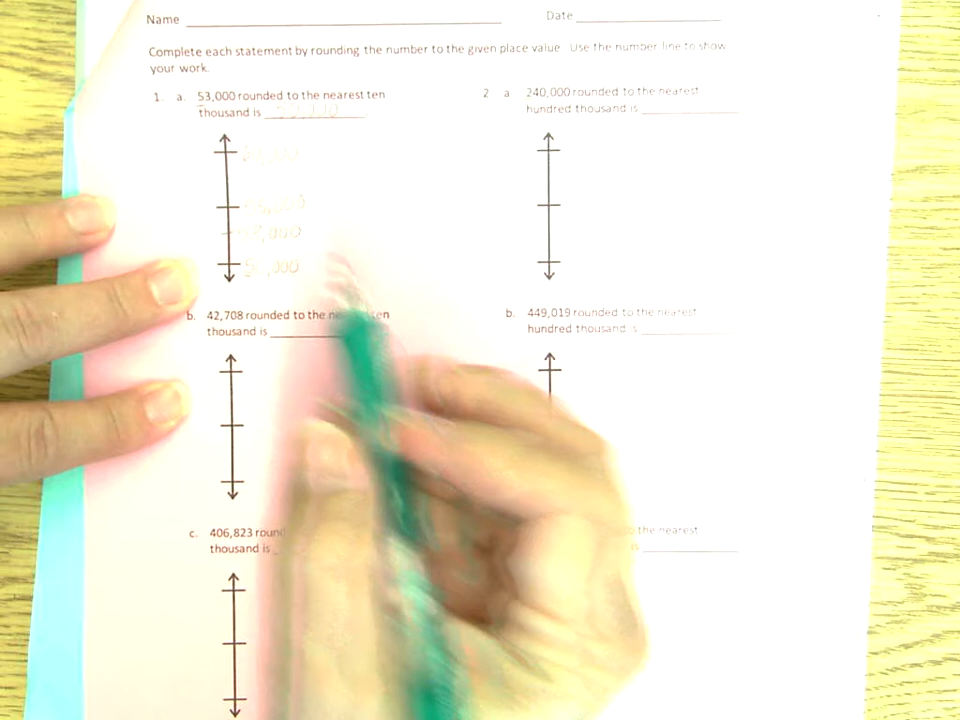 Name Date
Complete each statement by rounding the number to the given place value. Use the number line to show
your work.
1. a. 53,000 rounded to the nearest ten
thousand is 50,000
2 a 240,000 rounded to the nearest
hundred thousand is
b. 42,708 rounded to the ten
thousand is
b. 449,019 rounded to the nearest
hundred thousand is
c. 406,823
thousand is
the nearest